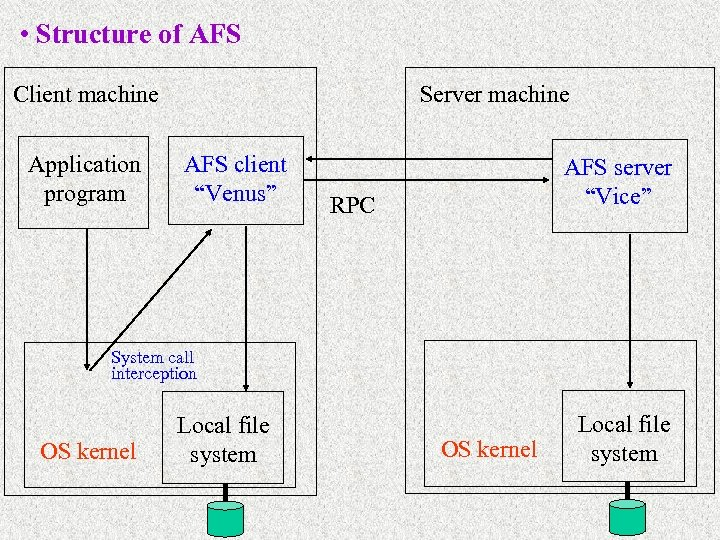 • Structure of AFS
Client machine
Server machine
Application
program
AFS client
“Venus”
RPC
AFS server
“Vice”
System call
interception
OS kernel
Local file
system
OS kernel
Local file
system